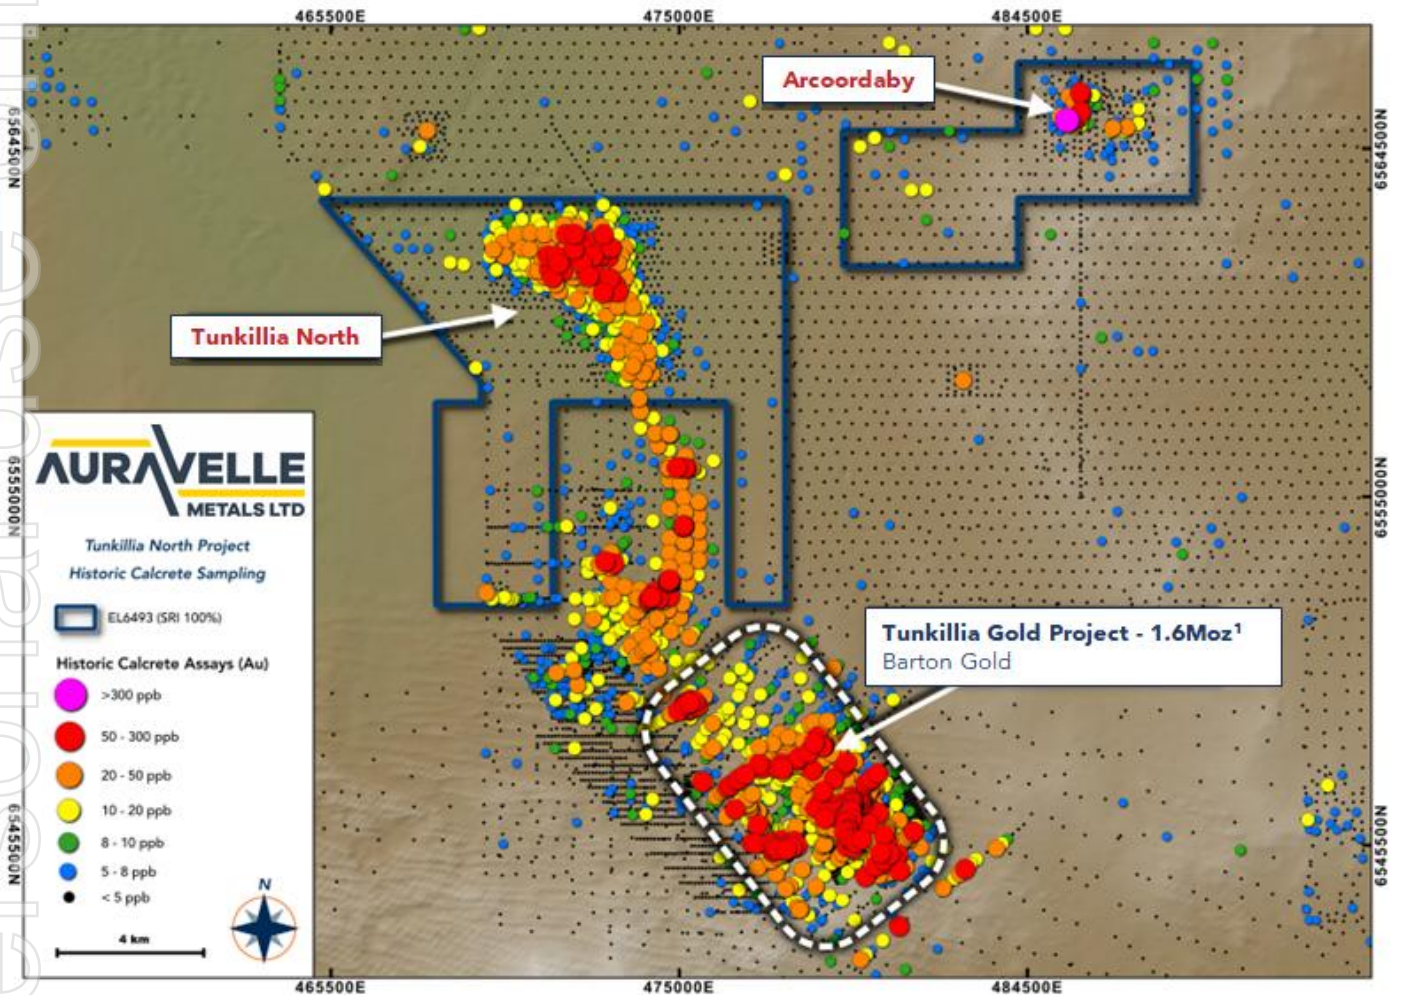 465500E
475000E
484500E
Arcoordaby
6564500N
6564500N
Tunkillia North
AURAVELLE
METALS LTD
Tunkillia North Project
Historic Calcrete Sampling
EL6493 (SRI 100%)
Historic Calcrete Assays (Au)
>300 ppb
50 - 300 ppb
20 - 50 ppb
10 - 20 ppb
8 - 10 ppb
5 - 8 ppb
< 5 ppb
N
4 km
6555000N
6555000N
Tunkillia Gold Project - 1.6Moz¹
Barton Gold
6545500N
6545500N
465500E
475000E
484500E